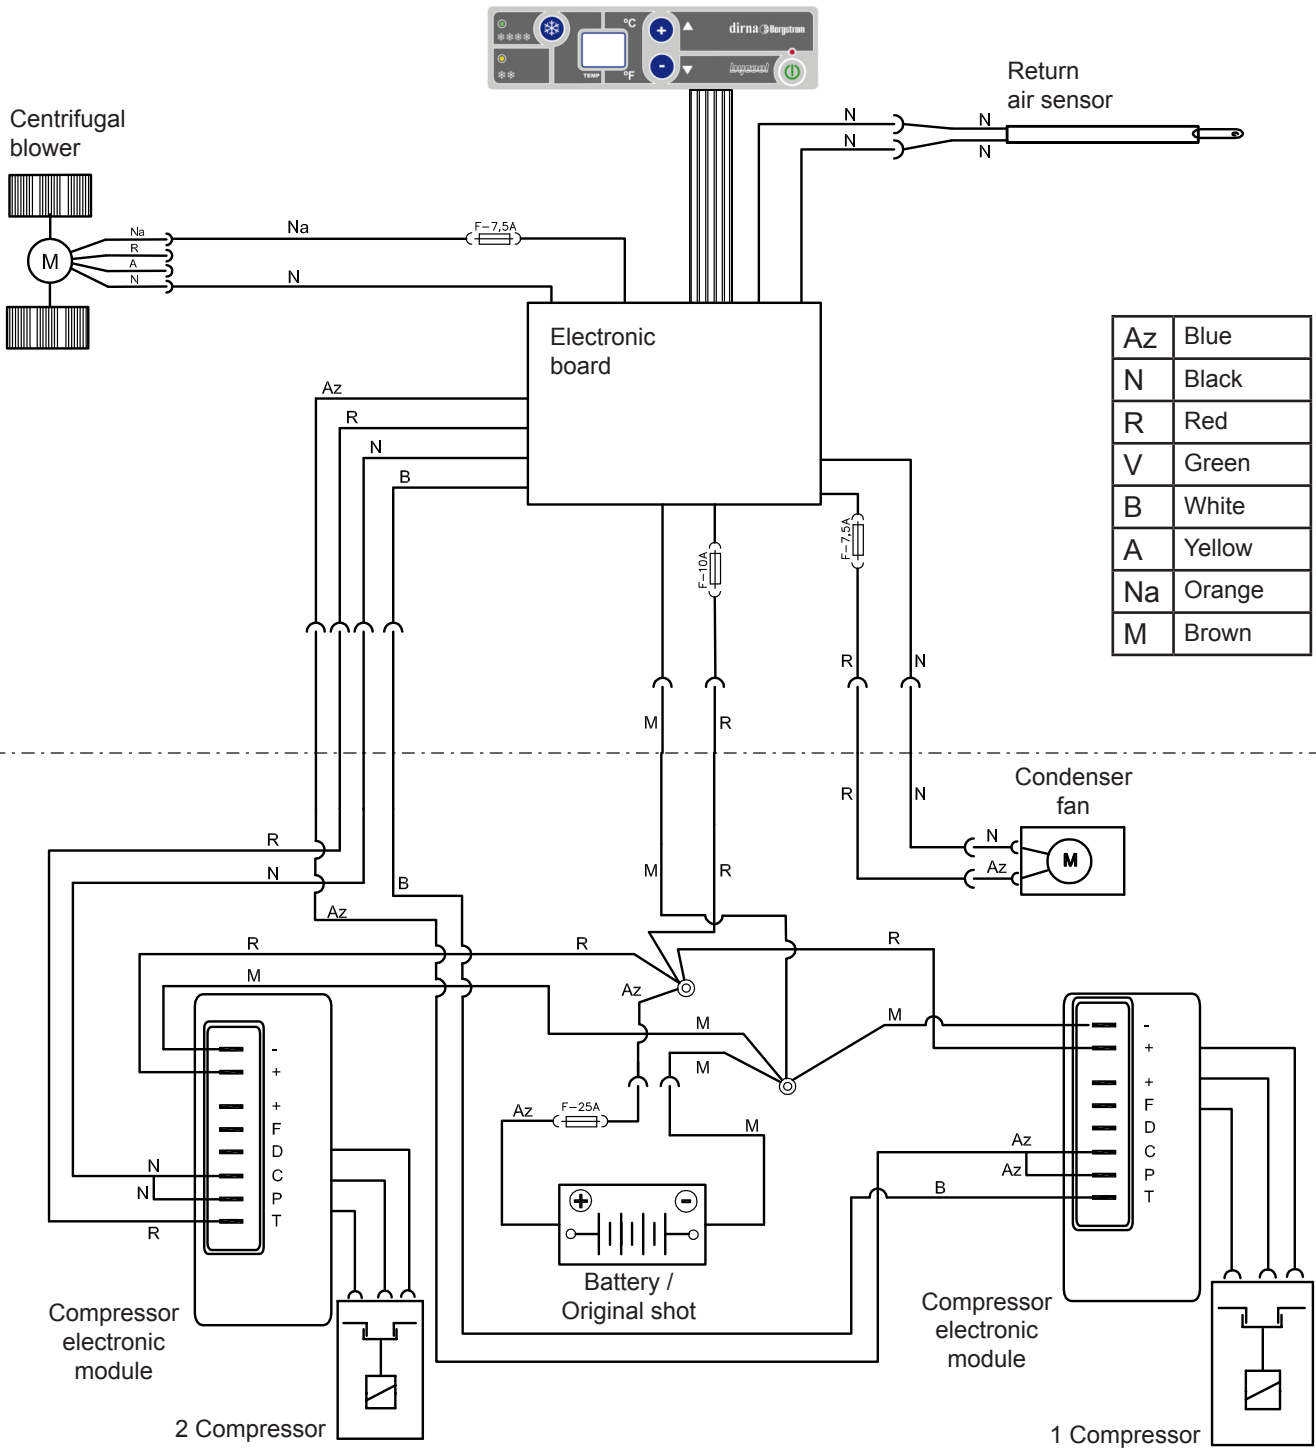 °C
dirna Bergstrom
TEMP
°F
bycool
Return
air sensor
Centrifugal
blower
N
N
N
N
Na
R
A
N
M
Na
F-7,5A
N
Electronic
board
Az Blue
N Black
R Red
V Green
B White
A Yellow
Na Orange
M Brown
Az
R
N
B
F-10A
F-7,5A
R
N
M
R
Condenser
fan
R
N
N
Az
M
R
N
B
Az
M
R
R
R
R
M
Az
M
M
M
Az
F-25A
M
-
+
+
F
D
C
P
T
N
N
R
-
+
+
F
D
C
P
T
Az
Az
B
+
-
Battery /
Original shot
Compressor
electronic
module
2 Compressor
Compressor
electronic
module
1 Compressor